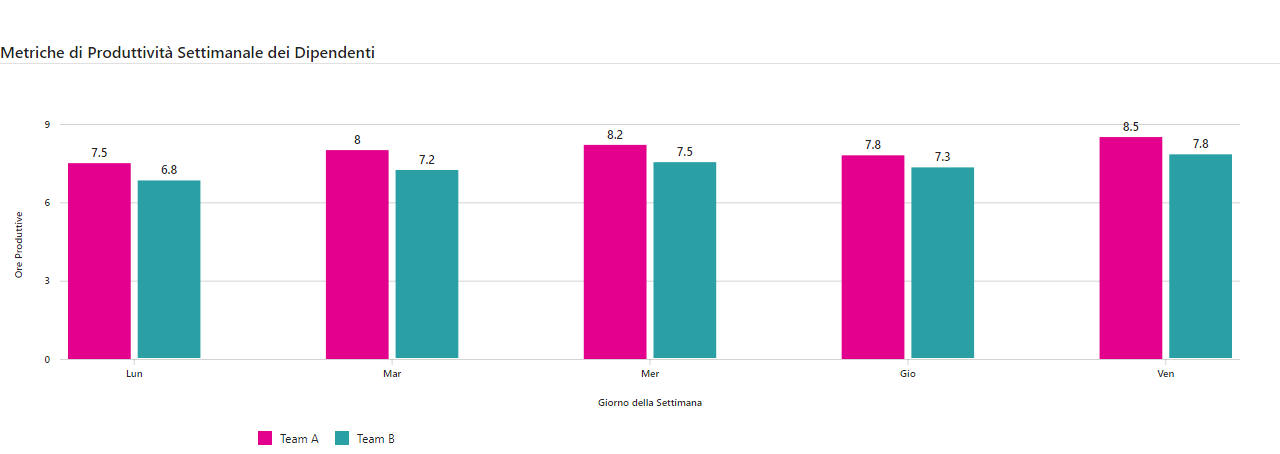 Metriche di Produttività Settimanale dei Dipendenti
9
6
3
0
Ore Produttive
7.5
6.8
8
7.2
8.2
7.5
7.8
7.3
8.5
7.8
Lun
Mar
Mer
Gio
Ven
Giorno della Settimana
Team A
Team B